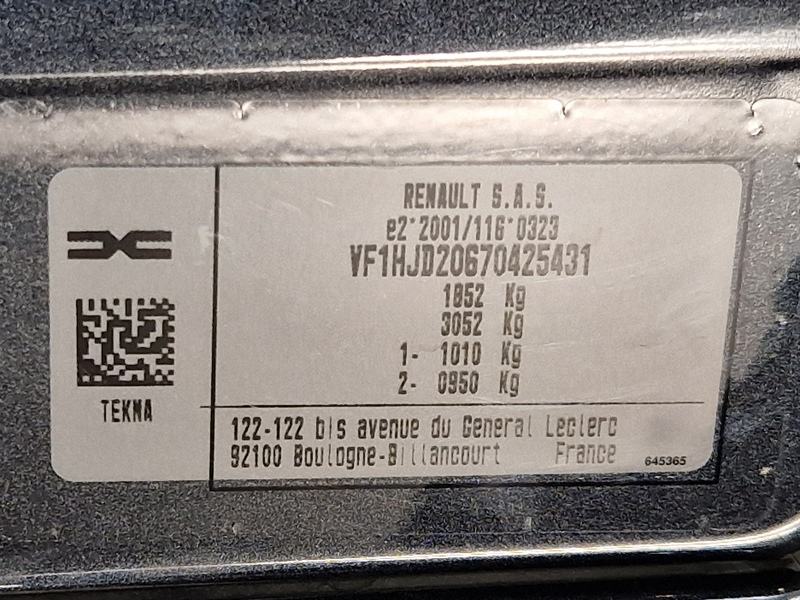 RENAULT S.A.S.
e2*2001/116*0323
VF1HJD20670425431
1852 Kg
3052 Kg
1- 1010 Kg
2- 0950 Kg
TEKNA
122-122 bis avenue du General Leclerc
92100 Boulogne-Billancourt France
645365